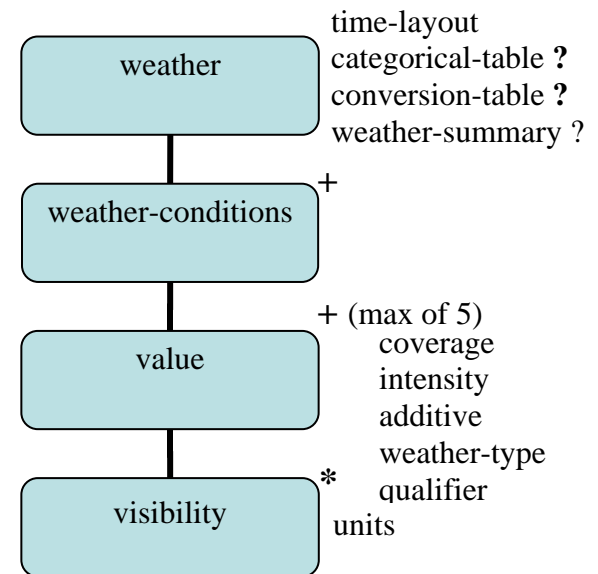 time-layout
weather
categorical-table ?
conversion-table ?
weather-summary ?
+
weather-conditions
+ (max of 5)
value
coverage
intensity
additive
weather-type
*
qualifier
visibility
units